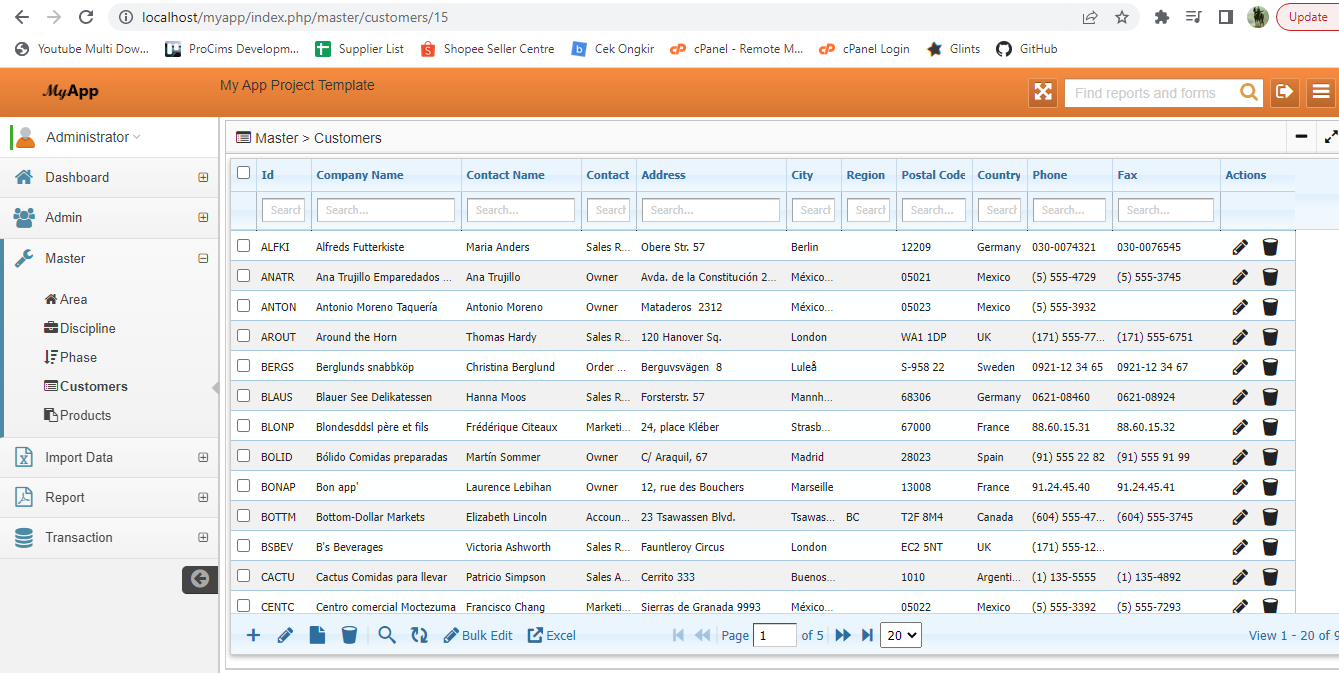 localhost/myapp/index.php/master/customers/15
Update
Youtube Multi Dow... ProCims Developm... Supplier List Shopee Seller Centre Cek Ongkir cPanel - Remote M... cPanel Login Glints GitHub
MyApp
My App Project Template
Find reports and forms
Administrator
Dashboard
Admin
Master
Area
Discipline
Phase
Customers
Products
Import Data
Report
Transaction
Master > Customers
Id Company Name Contact Name Contact Address City Region Postal Code Country Phone Fax Actions
Search Search... Search... Search Search... Search Search Search... Search Search... Search...
ALFKI Alfreds Futterkiste Maria Anders Sales R... Obere Str. 57 Berlin 12209 Germany 030-0074321 030-0076545
ANATR Ana Trujillo Emparedados ... Ana Trujillo Owner Avda. de la Constitución 2... México... 05021 Mexico (5) 555-4729 (5) 555-3745
ANTON Antonio Moreno Taquería Antonio Moreno Owner Mataderos 2312 México... 05023 Mexico (5) 555-3932
AROUT Around the Horn Thomas Hardy Sales R... 120 Hanover Sq. London WA1 1DP UK (171) 555-77... (171) 555-6751
BERGS Berglunds snabbköp Christina Berglund Order ... Berguvsvägen 8 Luleå S-958 22 Sweden 0921-12 34 65 0921-12 34 67
BLAUS Blauer See Delikatessen Hanna Moos Sales R... Forsterstr. 57 Mannh... 68306 Germany 0621-08460 0621-08924
BLONP Blondesddsl père et fils Frédérique Citeaux Marketi... 24, place Kléber Strasb... 67000 France 88.60.15.31 88.60.15.32
BOLID Bólido Comidas preparadas Martín Sommer Owner C/ Araquil, 67 Madrid 28023 Spain (91) 555 22 82 (91) 555 91 99
BONAP Bon app' Laurence Lebihan Owner 12, rue des Bouchers Marseille 13008 France 91.24.45.40 91.24.45.41
BOTTM Bottom-Dollar Markets Elizabeth Lincoln Accoun... 23 Tsawassen Blvd. Tsawas... BC T2F 8M4 Canada (604) 555-47... (604) 555-3745
BSBEV B's Beverages Victoria Ashworth Sales R... Fauntleroy Circus London EC2 5NT UK (171) 555-12...
CACTU Cactus Comidas para llevar Patricio Simpson Sales A... Cerrito 333 Buenos... 1010 Argenti... (1) 135-5555 (1) 135-4892
CENTC Centro comercial Moctezuma Francisco Chang Marketi... Sierras de Granada 9993 México... 05022 Mexico (5) 555-3392 (5) 555-7293
Bulk Edit Excel Page 1 of 5 20 View 1 - 20 of 9